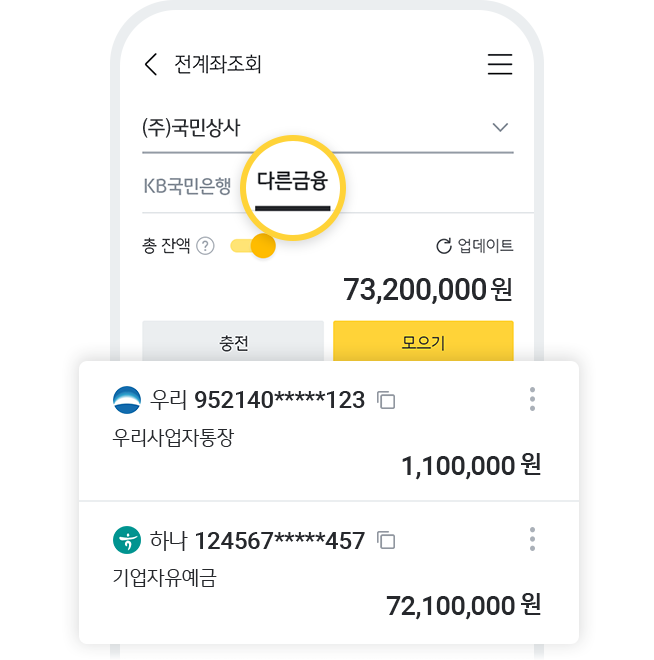 전계좌조회
(주)국민상사
KB국민은행 다른금융
총 잔액 ? 업데이트
73,200,000원
충전 모으기
우리 952140*****123
우리사업자통장
1,100,000 원
하나 124567*****457
기업자유예금
72,100,000 원